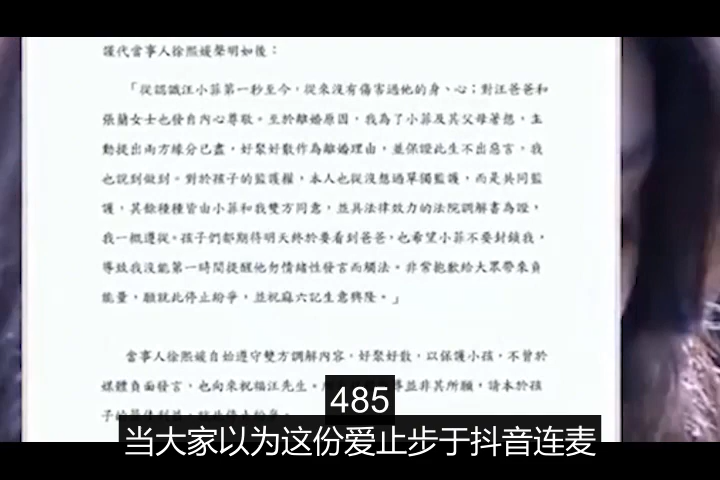 謹代當事人徐熙媛聲明如後：
「從認識汪小菲第一秒至今，從來沒有傷害過他的身、心；對汪爸爸和
張蘭女士也發自內心尊敬。至於離婚原因，我為了小菲及其父母著想，主
動提出兩方緣分已盡，好聚好散作為離婚理由，並保證此生不出惡言，我
也說到做到。對於孩子的監護權，本人也從沒想過單獨監護，而是共同監
護，其餘種種皆由小菲和我雙方同意，並具法律效力的法院調解書為證，
我一概遵從。孩子們都期待明天終於要看到爸爸，也希望小菲不要封鎖我，
導致我沒能第一時間提醒他勿情緒性發言而觸法。非常抱歉給大眾帶來負
能量，願就此停止紛爭，並祝麻六記生意興隆。」
當事人徐熙媛自始遵守雙方調解內容，好聚好散，以保護小孩，不曾於
媒體負面發言，也向來祝福汪先生。尊並非其所願，請本於孩
子的
485
当大家以为这份爱止步于抖音连麦